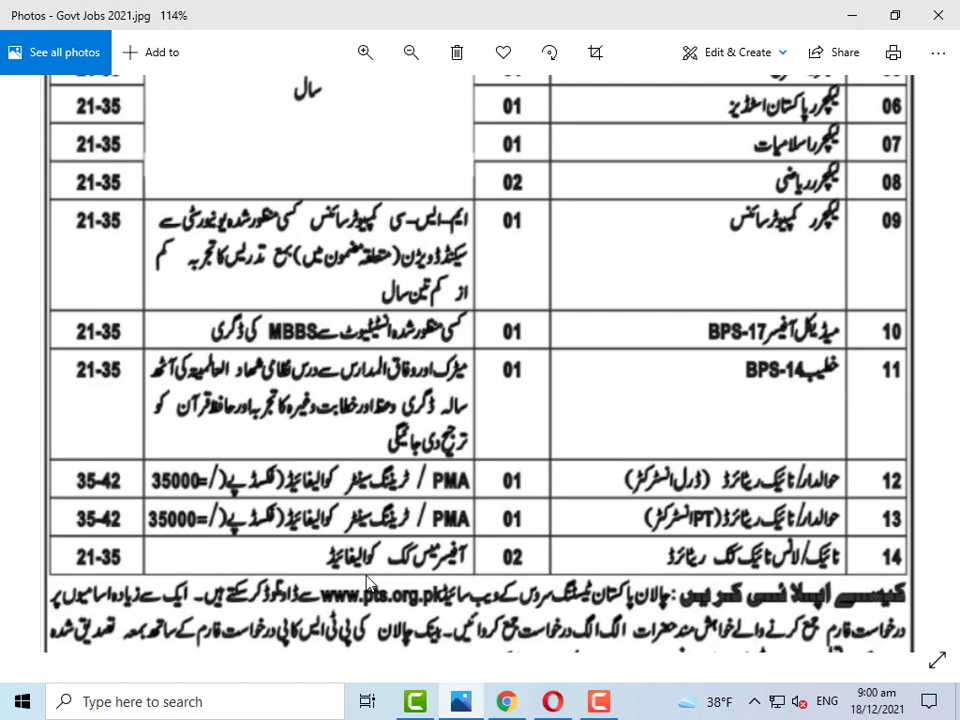 Photos - Govt Jobs 2021.jpg 114%
See all photos Add to Edit & Create Share
سال
06 لیکچرر پاکستان اسٹڈیز 01 21-35
07 لیکچرر اسلامیات 01 21-35
08 لیکچرر ریاضی 02 21-35
09 لیکچرر کمپیوٹر سائنس 01 ایم-ایس-سی کمپیوٹر سائنس کسی منظور شدہ یونیورسٹی سے 21-35
سیکنڈ ڈویژن (متعلقہ مضمون میں) بمع تدریس کا تجربہ کم
از کم تین سال
10 میڈیکل آفیسر BPS-17 01 کسی منظور شدہ انسٹیٹیوٹ سے MBBS کی ڈگری 21-35
11 خطیب BPS-14 01 میٹرک اور وفاق المدارس سے درس نظامی شھاد العالمیہ کی آٹھ 21-35
سالہ ڈگری وعظ اور خطابت وغیرہ کا تجربہ اور حافظ قرآن کو
ترجیح دی جائیگی
12 حوالدار/نائیک ریٹائرڈ (ڈرل انسٹرکٹر) 01 PMA / ٹریننگ سینٹر کوالیفائیڈ (فکسڈ پے (/=35000 35-42
13 حوالدار/نائیک ریٹائرڈ (PT انسٹرکٹر) 01 PMA / ٹریننگ سینٹر کوالیفائیڈ (فکسڈ پے (/=35000 35-42
14 نائیک/لانس نائیک کک ریٹائرڈ 02 آفیسر میس کک کوالیفائیڈ 21-35
کیسے اپلائی کریں: چالان پاکستان ٹیسٹنگ سروس کے ویب سائیڈ www.pts.org.pk سے ڈاونلوڈ کر سکتے ہیں۔ ایک سے زیادہ اسامیوں پر
درخواست فارم جمع کرنے والے خواہش مند حضرات الگ الگ درخواست جمع کروائیں۔ بینک چالان کی پی ٹی ایس کاپی درخواست فارم کے ساتھ بمعہ تصدیق شدہ
Type here to search 38°F ENG 9:00 am
18/12/2021